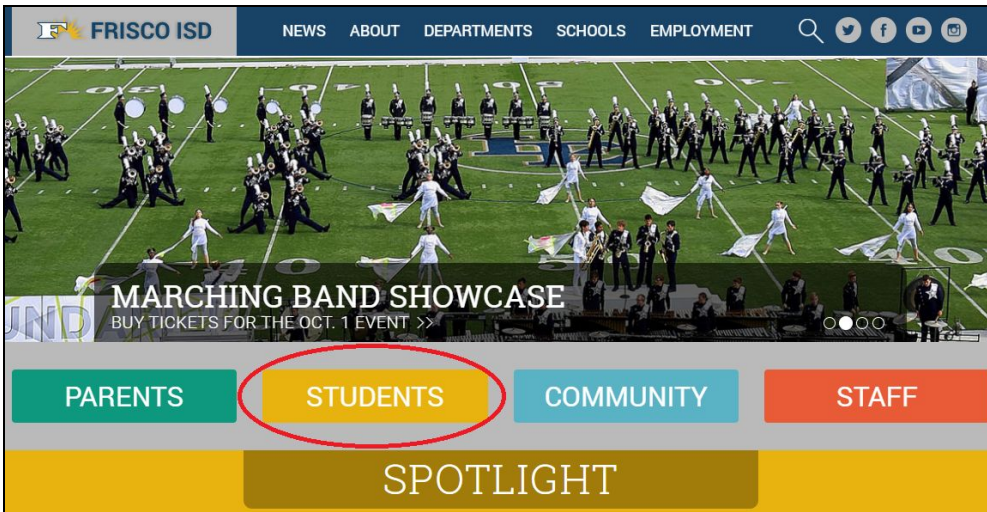 FRISCO ISD NEWS ABOUT DEPARTMENTS SCHOOLS EMPLOYMENT
MARCHING BAND SHOWCASE
BUY TICKETS FOR THE OCT. 1 EVENT >>
PARENTS STUDENTS COMMUNITY STAFF
SPOTLIGHT